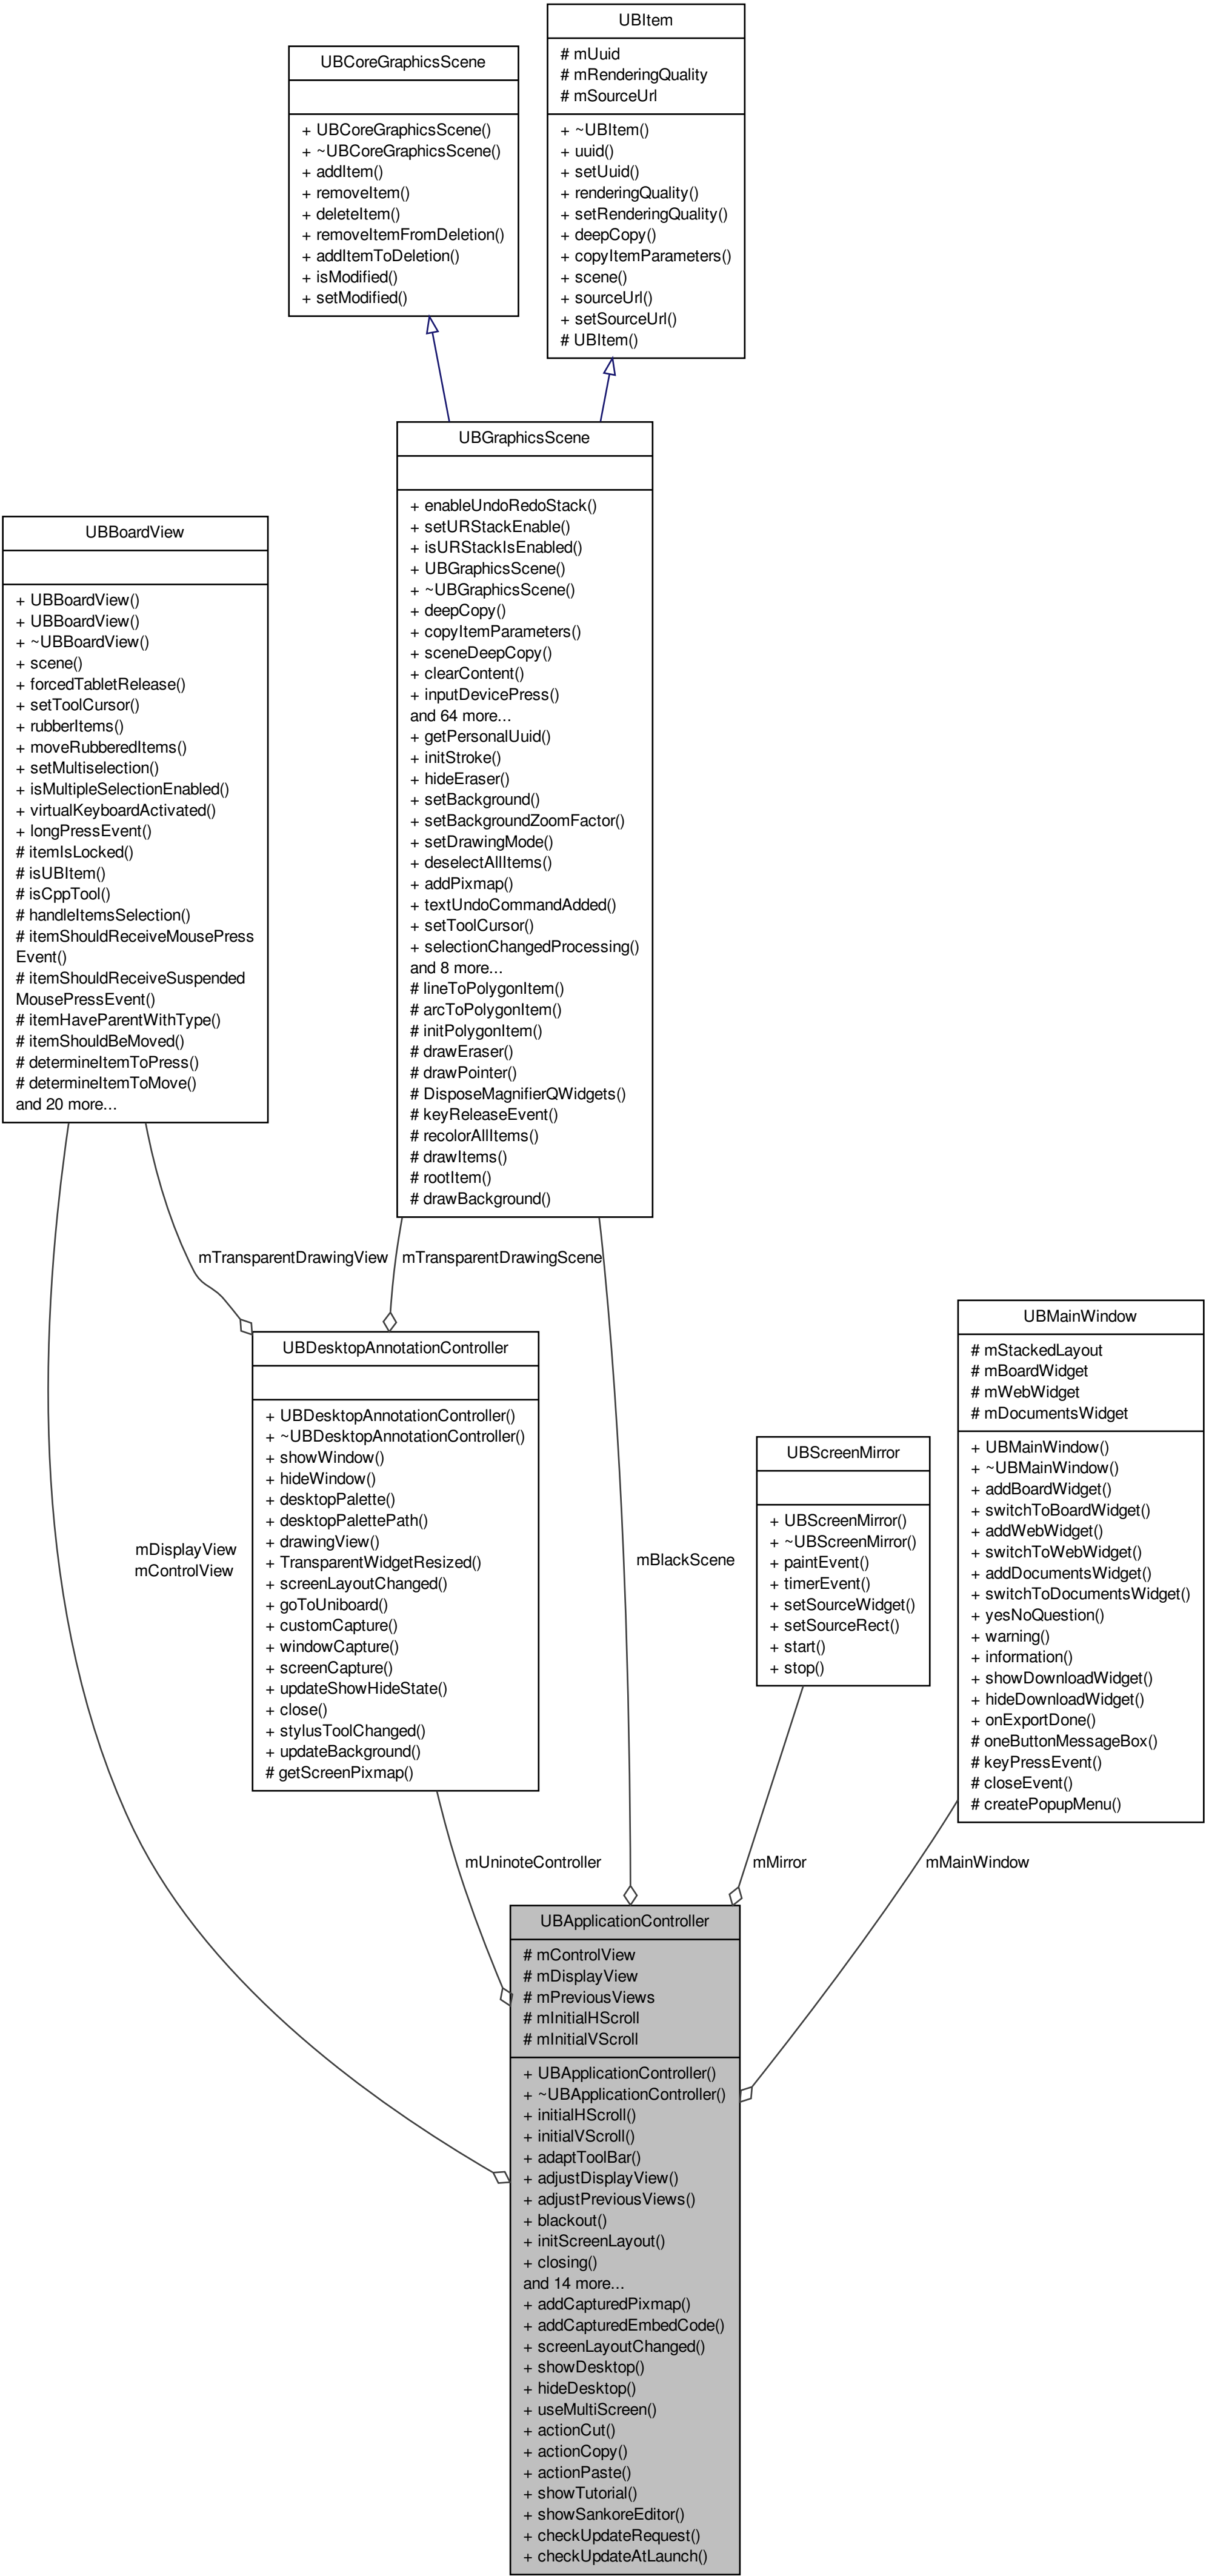 UBItem
# mUuid
# mRenderingQuality
# mSourceUrl
+ ~UBItem()
+ uuid()
+ setUuid()
+ renderingQuality()
+ setRenderingQuality()
+ deepCopy()
+ copyItemParameters()
+ scene()
+ sourceUrl()
+ setSourceUrl()
# UBItem()
UBCoreGraphicsScene
+ UBCoreGraphicsScene()
+ ~UBCoreGraphicsScene()
+ addItem()
+ removeItem()
+ deleteItem()
+ removeItemFromDeletion()
+ addItemToDeletion()
+ isModified()
+ setModified()
UBGraphicsScene
+ enableUndoRedoStack()
+ setURStackEnable()
+ isURStackIsEnabled()
+ UBGraphicsScene()
+ ~UBGraphicsScene()
+ deepCopy()
+ copyItemParameters()
+ sceneDeepCopy()
+ clearContent()
+ inputDevicePress()
and 64 more...
+ getPersonalUuid()
+ initStroke()
+ hideEraser()
+ setBackground()
+ setBackgroundZoomFactor()
+ setDrawingMode()
+ deselectAllItems()
+ addPixmap()
+ textUndoCommandAdded()
+ setToolCursor()
+ selectionChangedProcessing()
and 8 more...
# lineToPolygonItem()
# arcToPolygonItem()
# initPolygonItem()
# drawEraser()
# drawPointer()
# DisposeMagnifierQWidgets()
# keyReleaseEvent()
# recolorAllItems()
# drawItems()
# rootItem()
# drawBackground()
UBBoardView
+ UBBoardView()
+ UBBoardView()
+ ~UBBoardView()
+ scene()
+ forcedTabletRelease()
+ setToolCursor()
+ rubberItems()
+ moveRubberedItems()
+ setMultiselection()
+ isMultipleSelectionEnabled()
+ virtualKeyboardActivated()
+ longPressEvent()
# itemIsLocked()
# isUBItem()
# isCppTool()
# handleItemsSelection()
# itemShouldReceiveMousePress
Event()
# itemShouldReceiveSuspended
MousePressEvent()
# itemHaveParentWithType()
# itemShouldBeMoved()
# determineItemToPress()
# determineItemToMove()
and 20 more...
mTransparentDrawingView
mTransparentDrawingScene
UBDesktopAnnotationController
+ UBDesktopAnnotationController()
+ ~UBDesktopAnnotationController()
+ showWindow()
+ hideWindow()
+ desktopPalette()
+ desktopPalettePath()
+ drawingView()
+ TransparentWidgetResized()
+ screenLayoutChanged()
+ goToUniboard()
+ customCapture()
+ windowCapture()
+ screenCapture()
+ updateShowHideState()
+ close()
+ stylusToolChanged()
+ updateBackground()
# getScreenPixmap()
mDisplayView
mControlView
mBlackScene
UBScreenMirror
+ UBScreenMirror()
+ ~UBScreenMirror()
+ paintEvent()
+ timerEvent()
+ setSourceWidget()
+ setSourceRect()
+ start()
+ stop()
UBMainWindow
# mStackedLayout
# mBoardWidget
# mWebWidget
# mDocumentsWidget
+ UBMainWindow()
+ ~UBMainWindow()
+ addBoardWidget()
+ switchToBoardWidget()
+ addWebWidget()
+ switchToWebWidget()
+ addDocumentsWidget()
+ switchToDocumentsWidget()
+ yesNoQuestion()
+ warning()
+ information()
+ showDownloadWidget()
+ hideDownloadWidget()
+ onExportDone()
# oneButtonMessageBox()
# keyPressEvent()
# closeEvent()
# createPopupMenu()
mUninoteController
mMirror
mMainWindow
UBApplicationController
# mControlView
# mDisplayView
# mPreviousViews
# mInitialHScroll
# mInitialVScroll
+ UBApplicationController()
+ ~UBApplicationController()
+ initialHScroll()
+ initialVScroll()
+ adaptToolBar()
+ adjustDisplayView()
+ adjustPreviousViews()
+ blackout()
+ initScreenLayout()
+ closing()
and 14 more...
+ addCapturedPixmap()
+ addCapturedEmbedCode()
+ screenLayoutChanged()
+ showDesktop()
+ hideDesktop()
+ useMultiScreen()
+ actionCut()
+ actionCopy()
+ actionPaste()
+ showTutorial()
+ showSankoreEditor()
+ checkUpdateRequest()
+ checkUpdateAtLaunch()